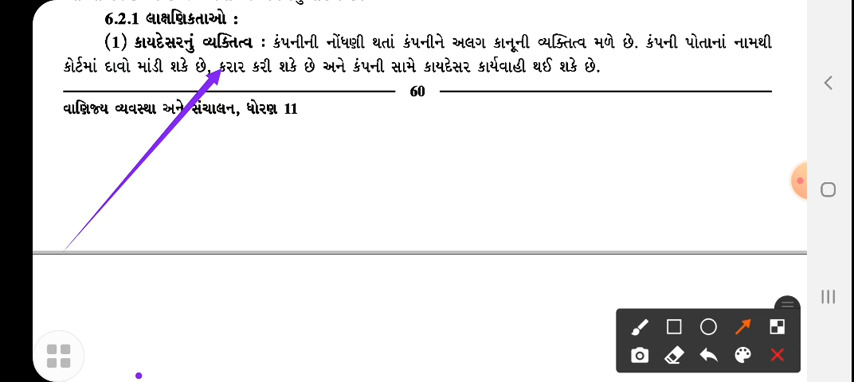 6.2.1 લાક્ષણિકતાઓ :
(1) કાયદેસરનું વ્યક્તિત્વ : કંપનીની નોંધણી થતાં કંપનીને અલગ કાનૂની વ્યક્તિત્વ મળે છે. કંપની પોતાનાં નામથી
કોર્ટમાં દાવો માંડી શકે છે, કરાર કરી શકે છે અને કંપની સામે કાયદેસર કાર્યવાહી થઈ શકે છે.
60
વાણિજ્ય વ્યવસ્થા અને સંચાલન, ધોરણ 11